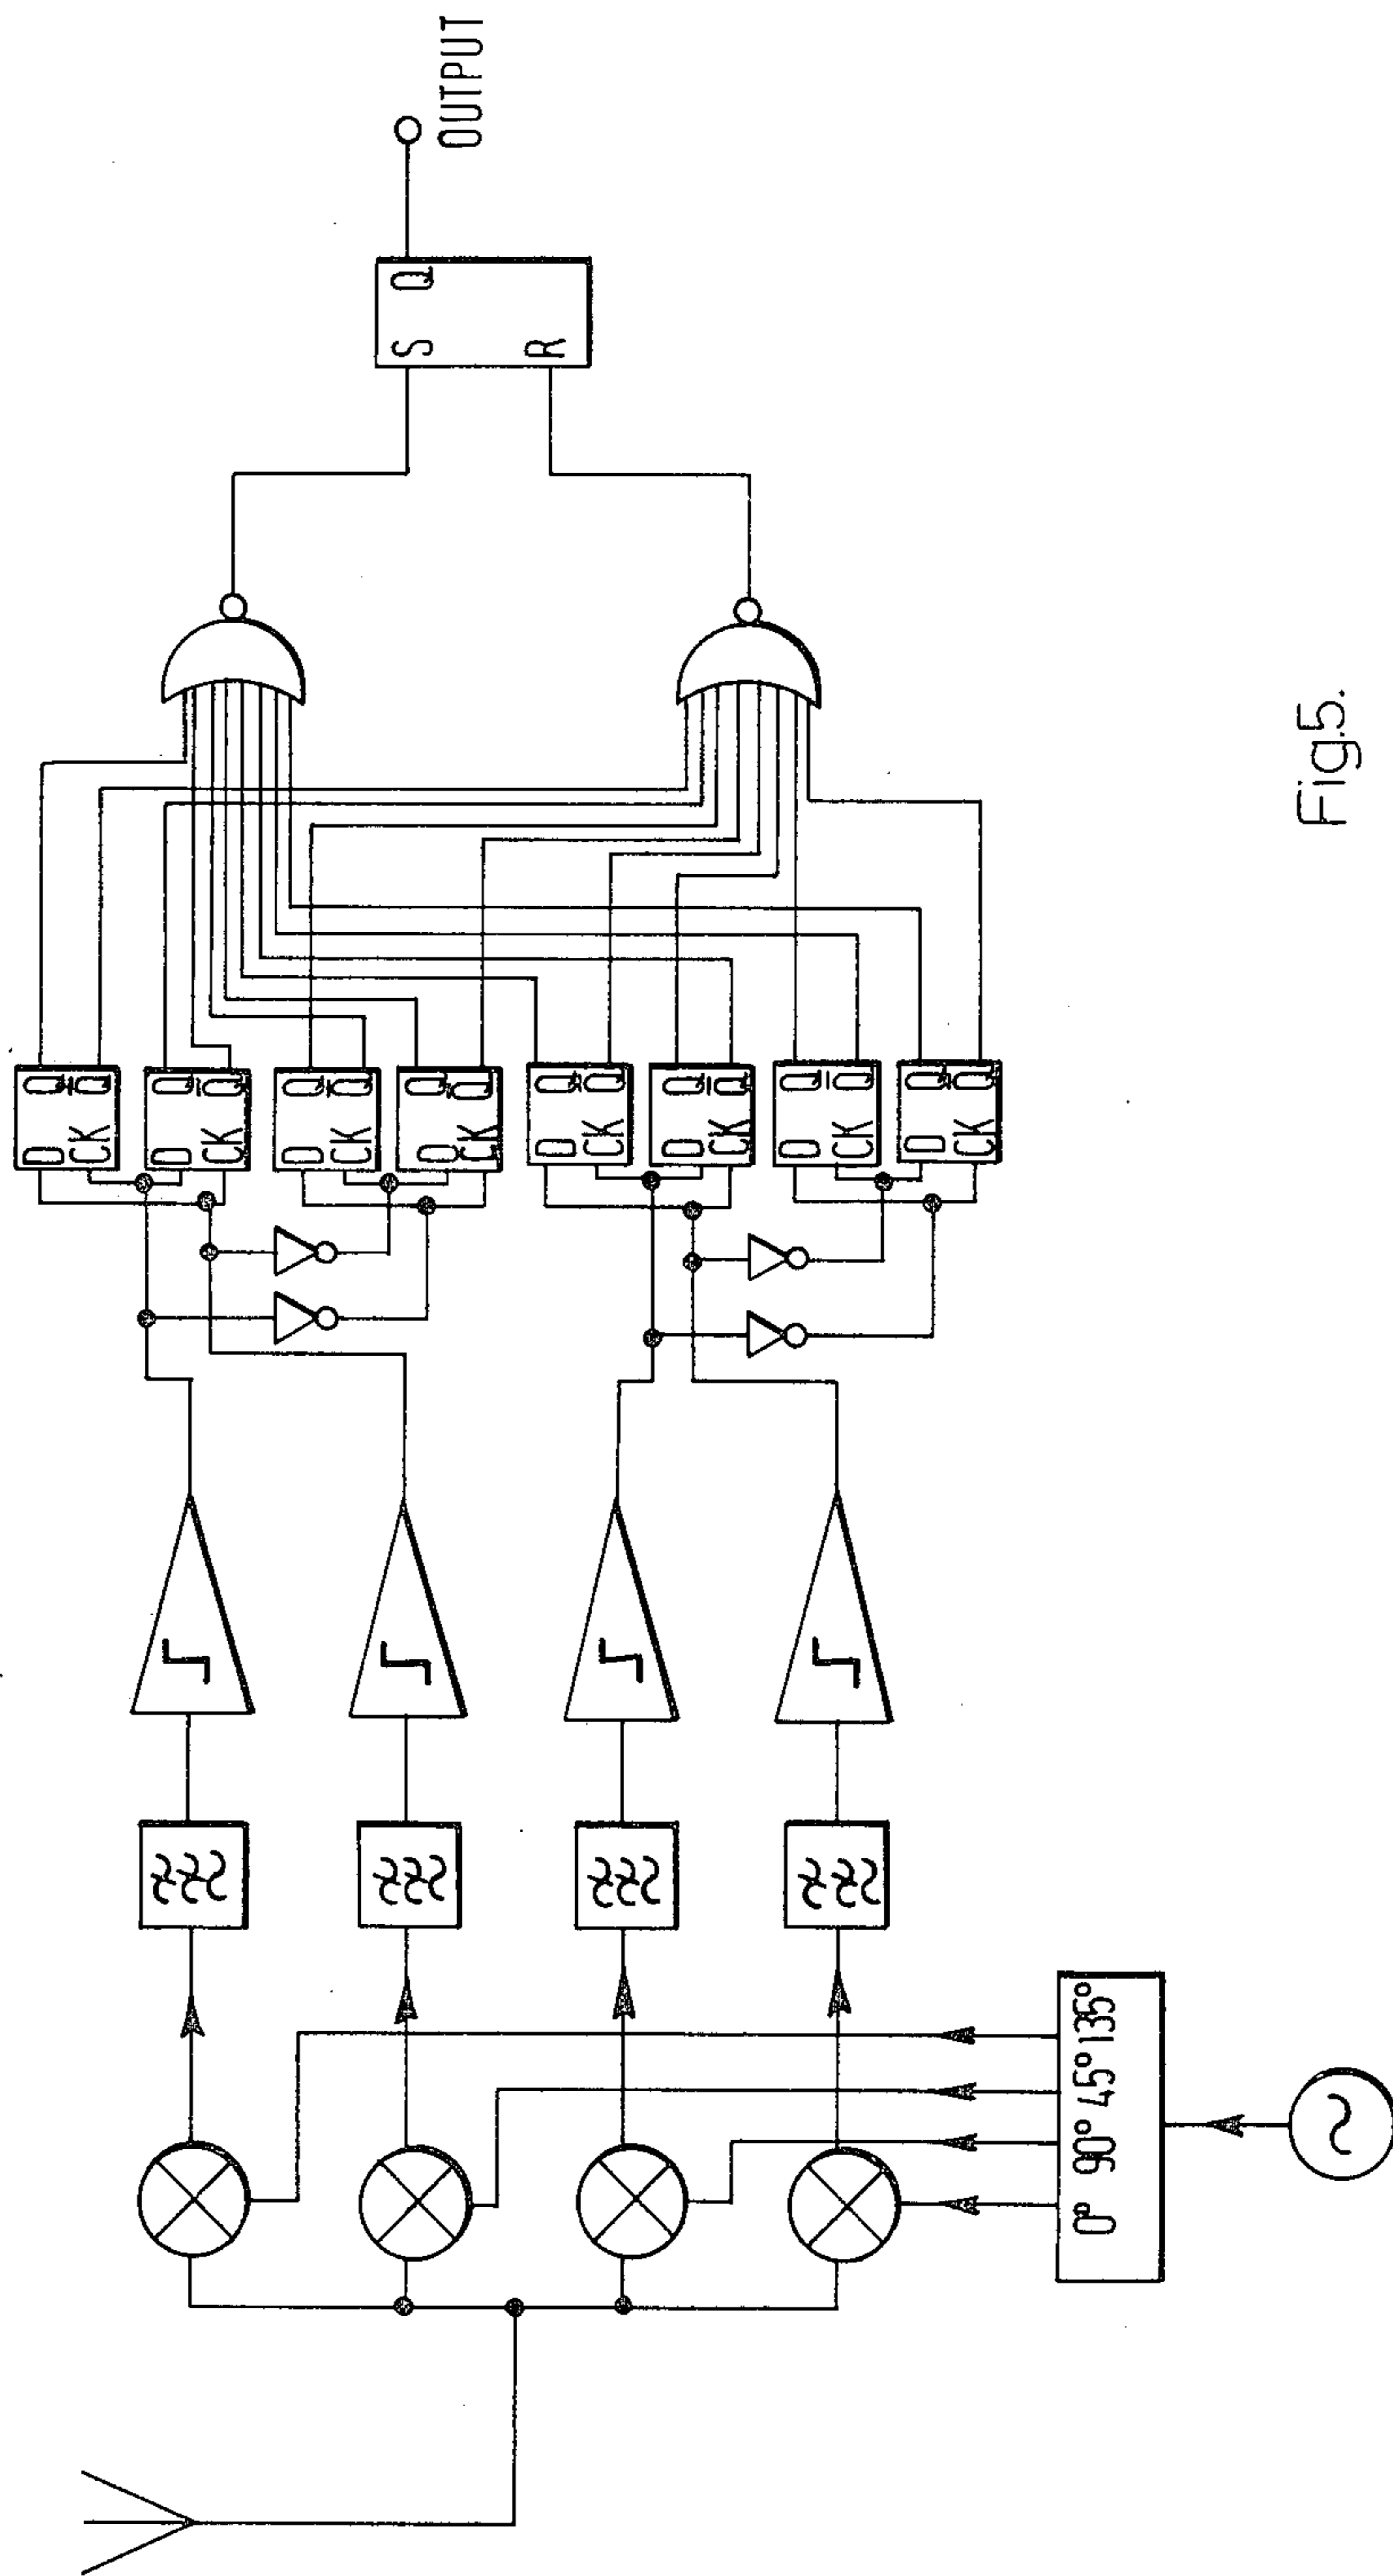 D Q
CK Q̄
D Q
CK Q̄
D Q
CK Q̄
D Q
CK Q̄
D Q
CK Q̄
D Q
CK Q̄
D Q
CK Q̄
D Q
CK Q̄
S Q
R
OUTPUT
0° 90° 45° 135°
Fig.5.